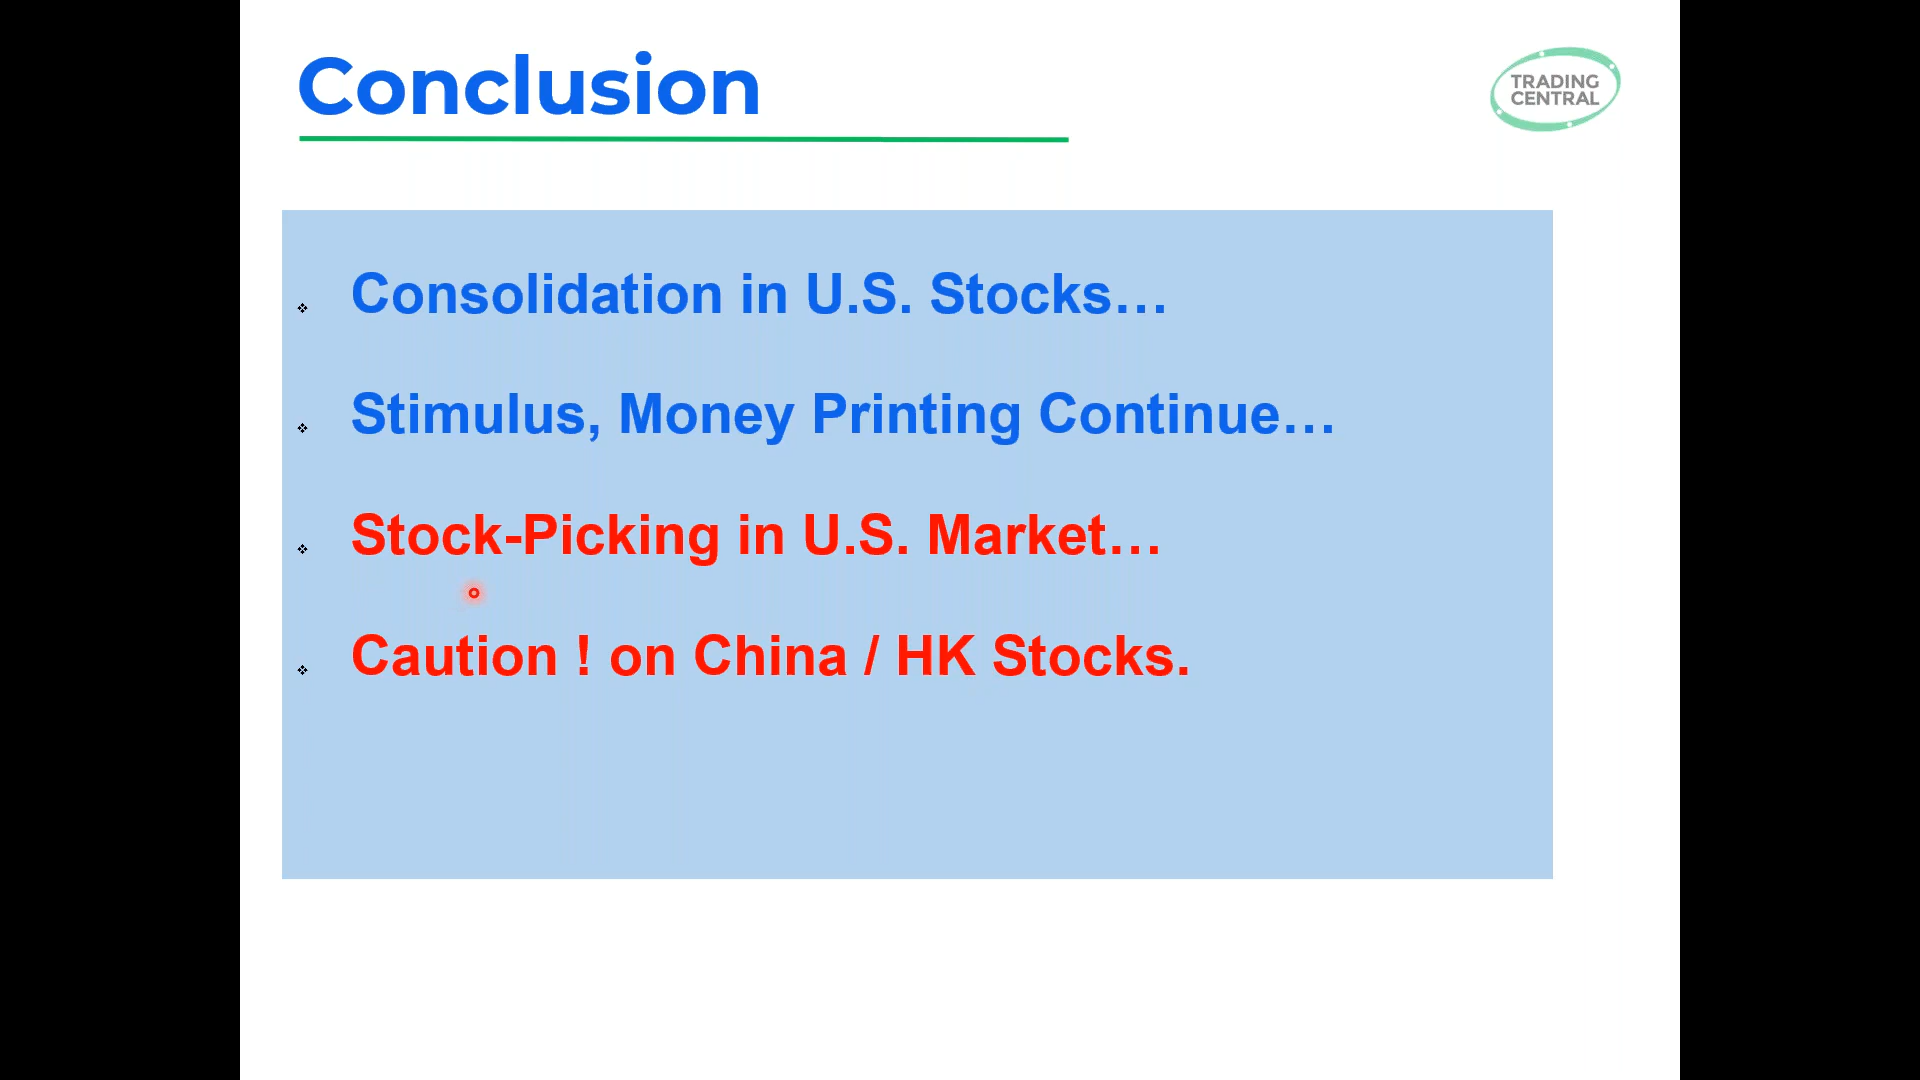 Conclusion
TRADING
CENTRAL
Consolidation in U.S. Stocks…
Stimulus, Money Printing Continue…
Stock-Picking in U.S. Market…
Caution ! on China / HK Stocks.